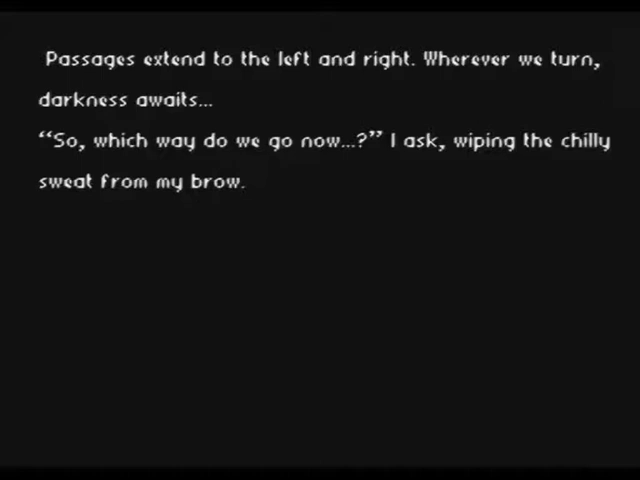 Passages extend to the left and right. Wherever we turn,
darkness awaits...
“So, which way do we go now...?” I ask, wiping the chilly
sweat from my brow.